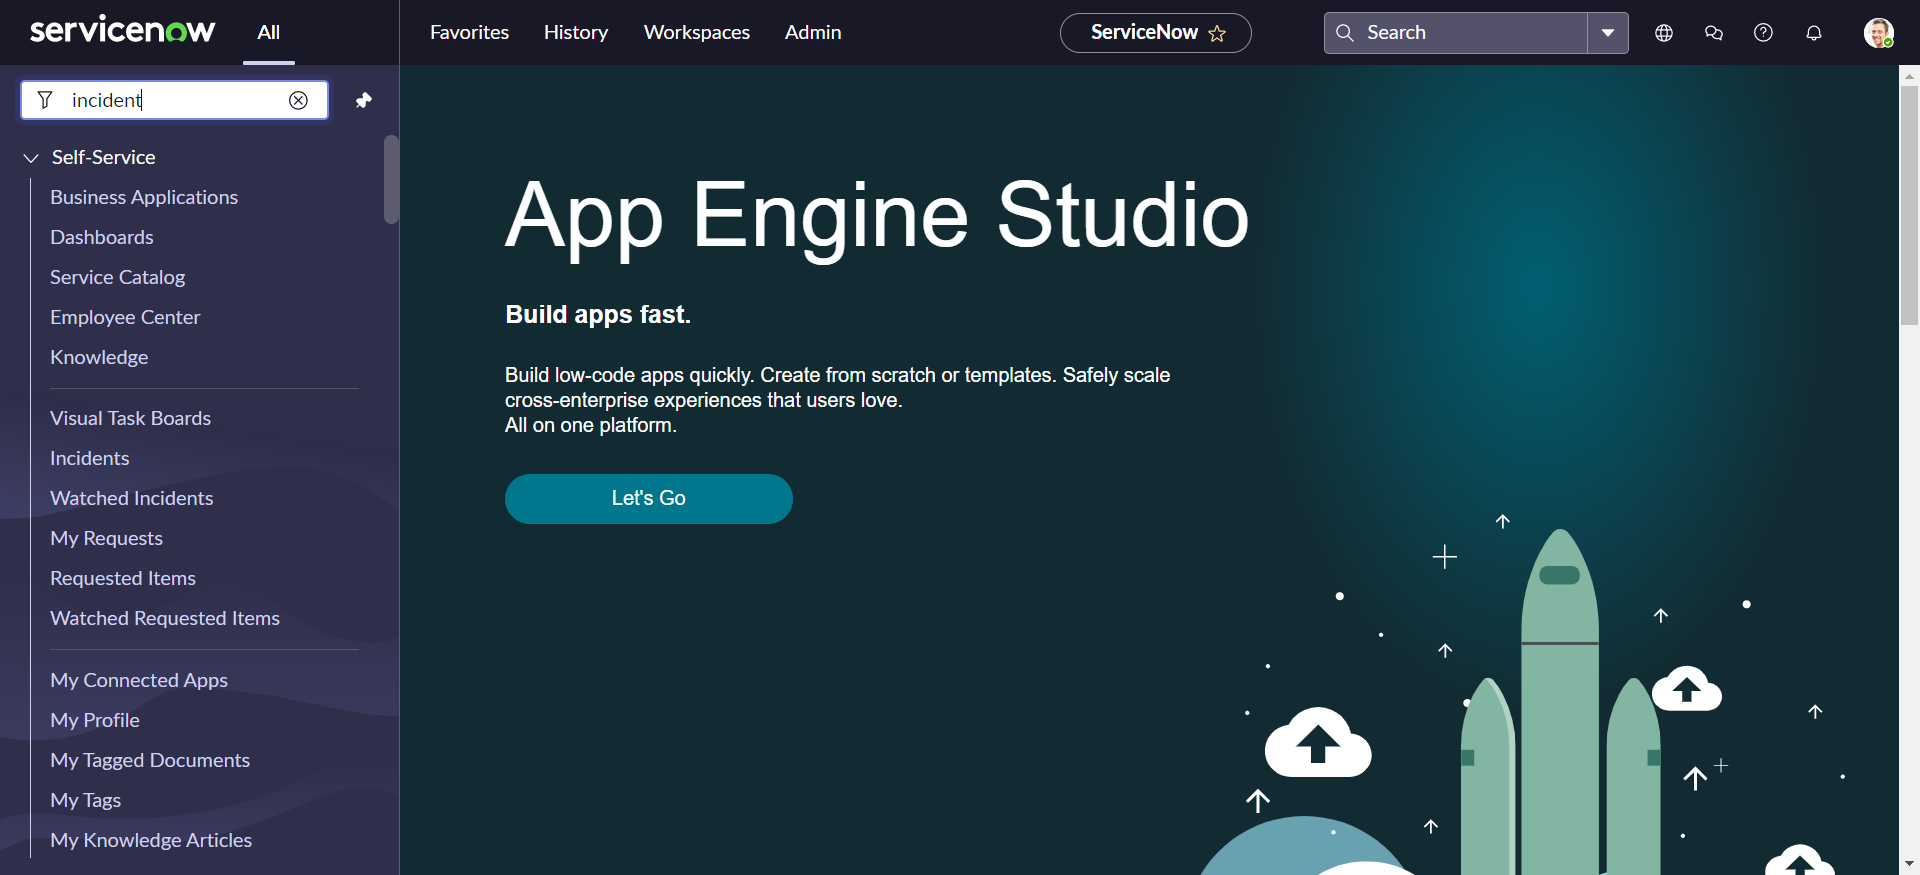 servicenow
All
Favorites
History
Workspaces
Admin
ServiceNow
Search
incident
Self-Service
Business Applications
Dashboards
Service Catalog
Employee Center
Knowledge
Visual Task Boards
Incidents
Watched Incidents
My Requests
Requested Items
Watched Requested Items
My Connected Apps
My Profile
My Tagged Documents
My Tags
My Knowledge Articles
App Engine Studio
Build apps fast.
Build low-code apps quickly. Create from scratch or templates. Safely scale
cross-enterprise experiences that users love.
All on one platform.
Let's Go